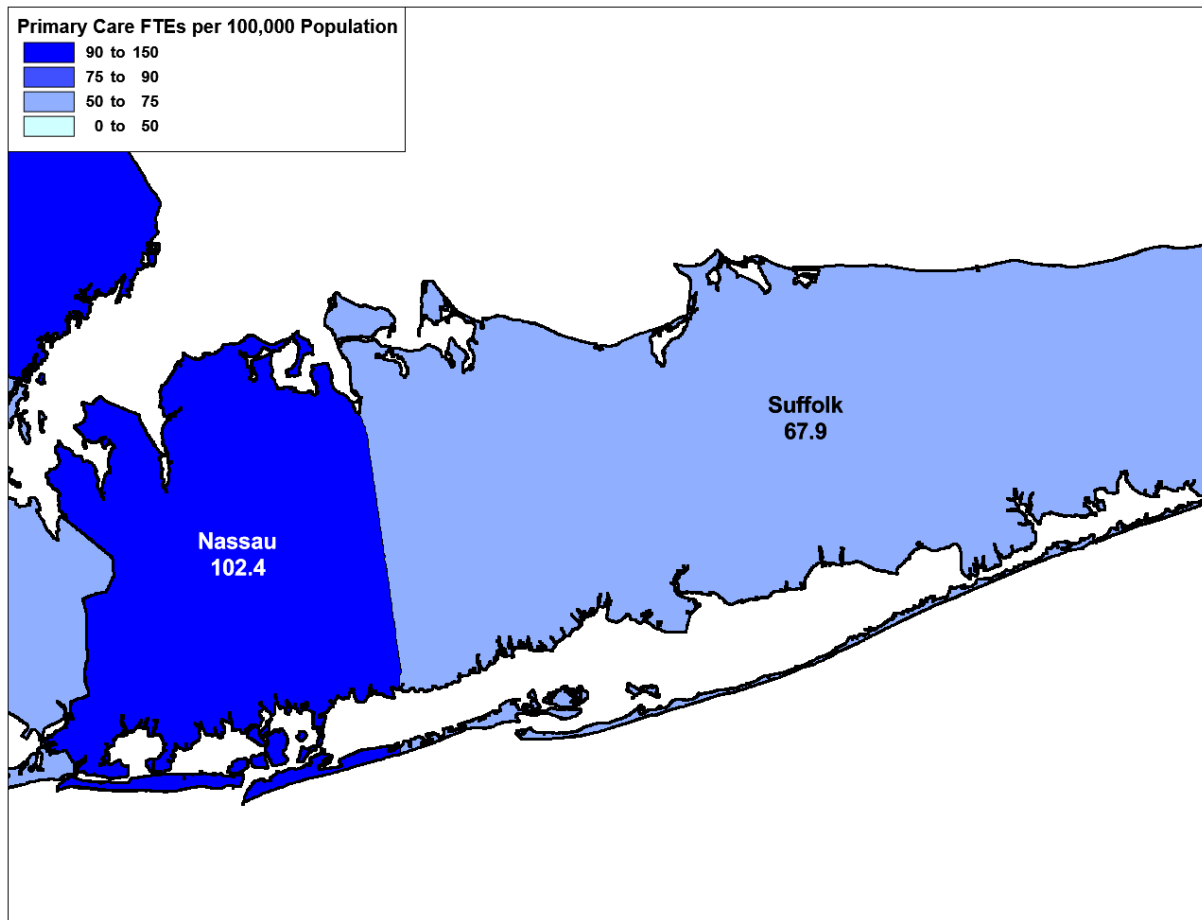 Primary Care FTEs per 100,000 Population
90 to 150
75 to 90
50 to 75
0 to 50
Suffolk
67.9
Nassau
102.4